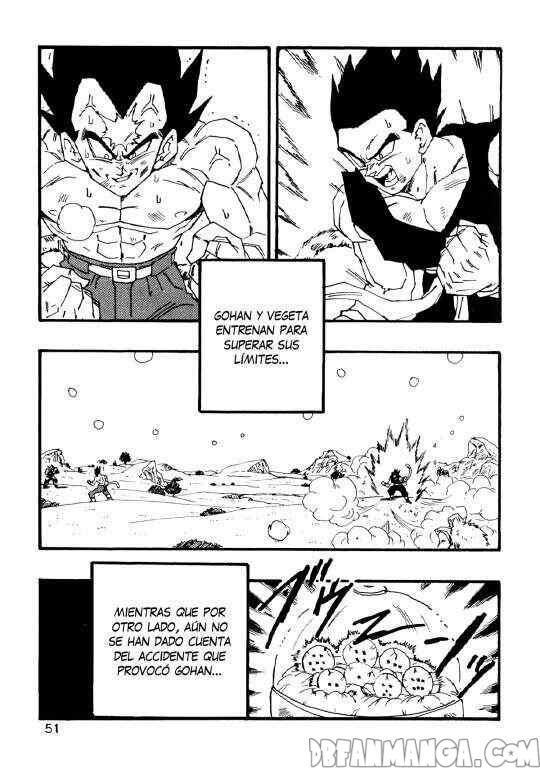 GOHAN Y VEGETA
ENTRENAN PARA
SUPERAR SUS
LÍMITES...
MIENTRAS QUE POR
OTRO LADO, AÚN NO
SE HAN DADO CUENTA
DEL ACCIDENTE QUE
PROVOCÓ GOHAN...
51
DBFANMANGA.COM